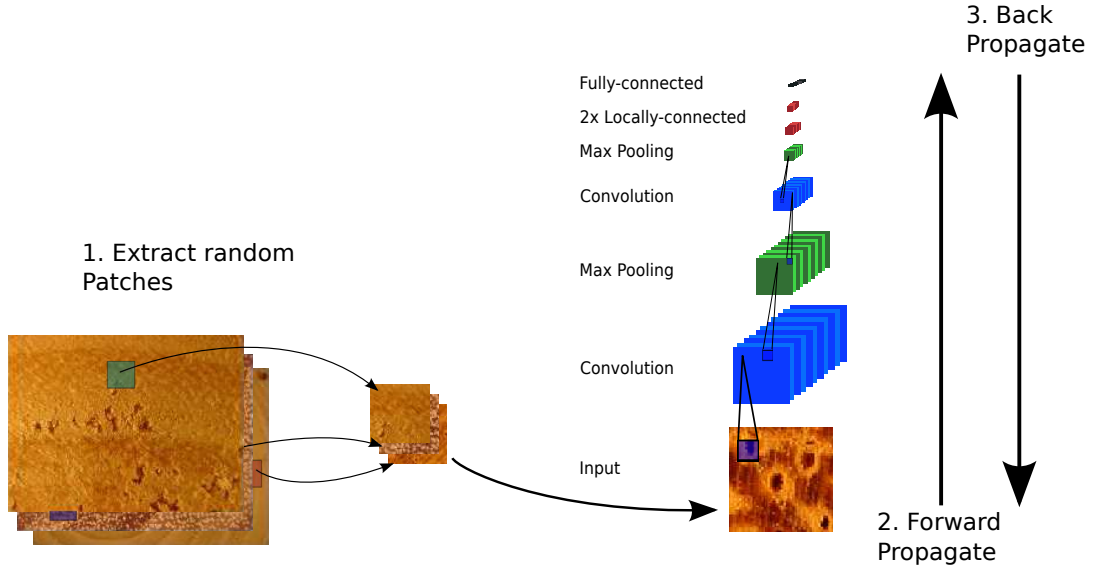 1. Extract random
Patches
Fully-connected
2x Locally-connected
Max Pooling
Convolution
Max Pooling
Convolution
Input
2. Forward
Propagate
3. Back
Propagate